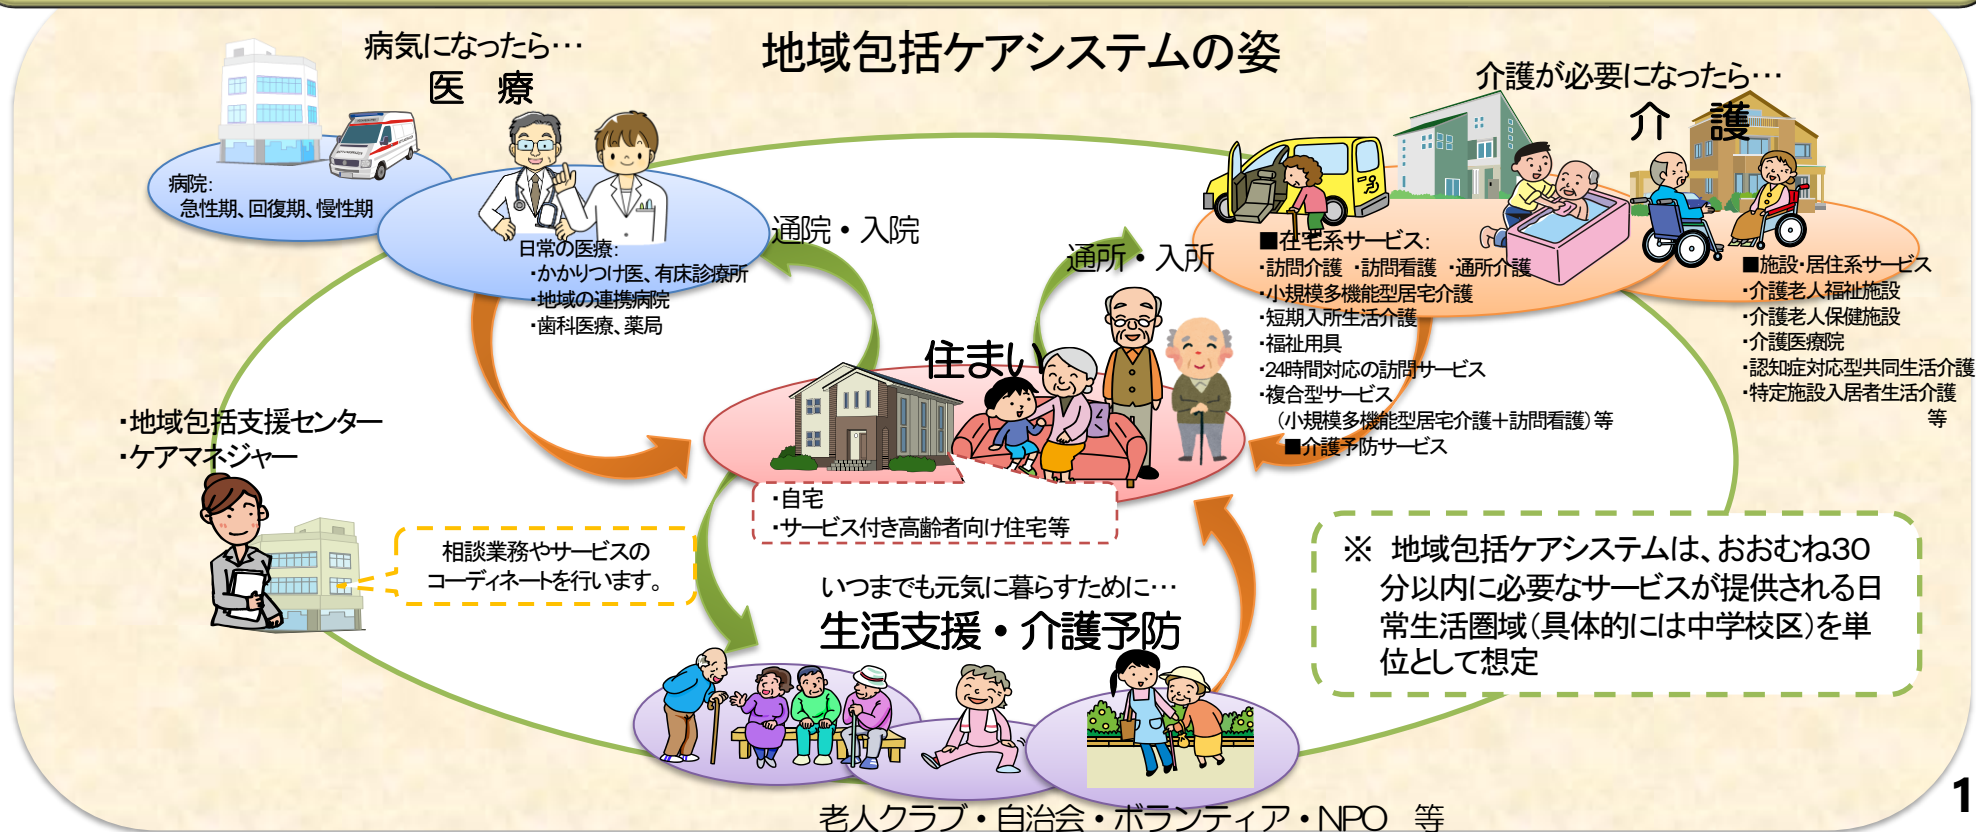 地域包括ケアシステムの姿
病気になったら…
医 療
病院:
急性期、回復期、慢性期
日常の医療:
・かかりつけ医、有床診療所
・地域の連携病院
・歯科医療、薬局
通院・入院
通所・入所
介護が必要になったら…
介 護
■在宅系サービス:
・訪問介護 ・訪問看護 ・通所介護
・小規模多機能型居宅介護
・短期入所生活介護
・福祉用具
・24時間対応の訪問サービス
・複合型サービス
(小規模多機能型居宅介護+訪問看護)等
■介護予防サービス
■施設・居住系サービス
・介護老人福祉施設
・介護老人保健施設
・介護医療院
・認知症対応型共同生活介護
・特定施設入居者生活介護
等
住まい
・自宅
・サービス付き高齢者向け住宅等
・地域包括支援センター
・ケアマネジャー
相談業務やサービスの
コーディネートを行います。
いつまでも元気に暮らすために…
生活支援・介護予防
老人クラブ・自治会・ボランティア・NPO 等
※ 地域包括ケアシステムは、おおむね30
分以内に必要なサービスが提供される日
常生活圏域(具体的には中学校区)を単
位として想定
1